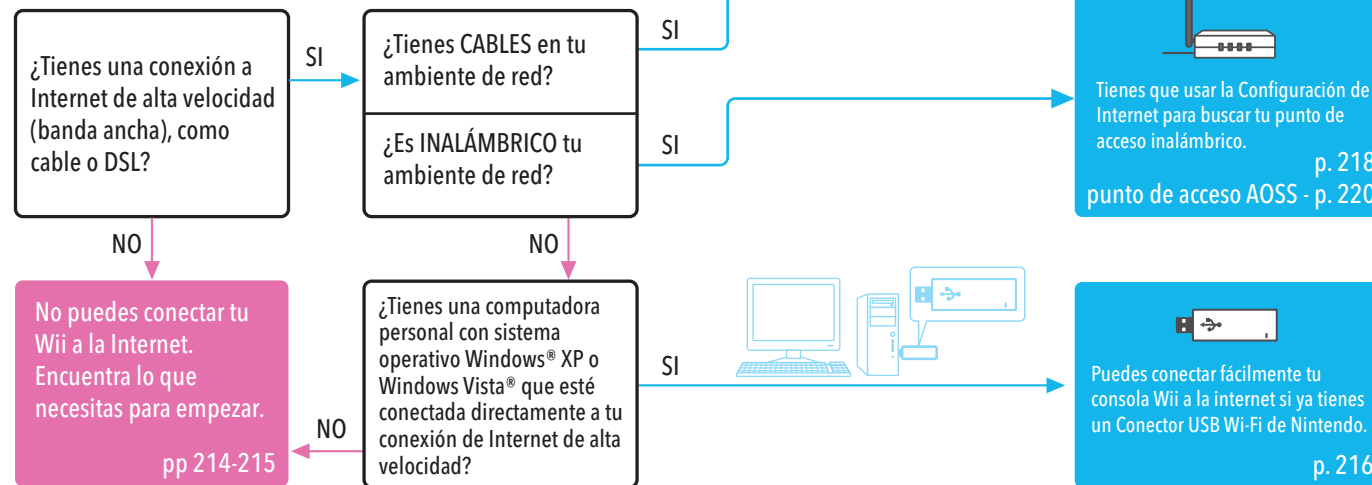 ¿Tienes una conexión a
Internet de alta velocidad
(banda ancha), como
cable o DSL?
SI
¿Tienes CABLES en tu
ambiente de red?
SI
¿Es INALÁMBRICO tu
ambiente de red?
SI
Tienes que usar la Configuración de
Internet para buscar tu punto de
acceso inalámbrico.
p. 218
punto de acceso AOSS - p. 220
NO
NO
No puedes conectar tu
Wii a la Internet.
Encuentra lo que
necesitas para empezar.
pp 214-215
NO
¿Tienes una computadora
personal con sistema
operativo Windows® XP o
Windows Vista® que esté
conectada directamente a tu
conexión de Internet de alta
velocidad?
SI
Puedes conectar fácilmente tu
consola Wii a la internet si ya tienes
un Conector USB Wi-Fi de Nintendo.
p. 216